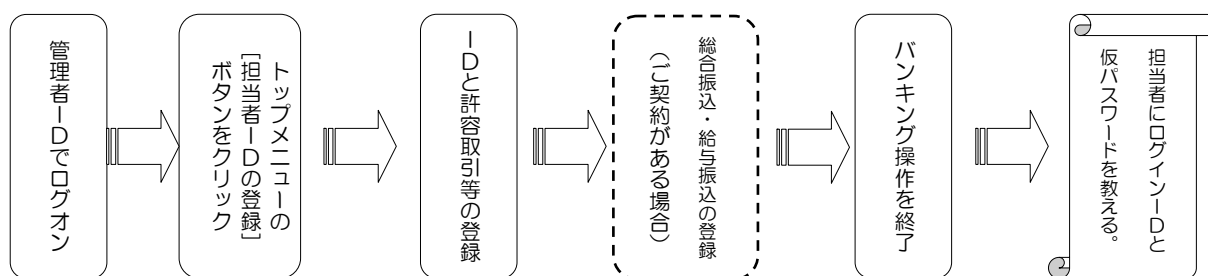 管理者IDでログオン
トップメニューの
[担当者IDの登録]
ボタンをクリック
IDと許容取引等の登録
総合振込・給与振込の登録
(ご契約がある場合)
バンキング操作を終了
担当者にログインIDと
仮パスワードを教える。